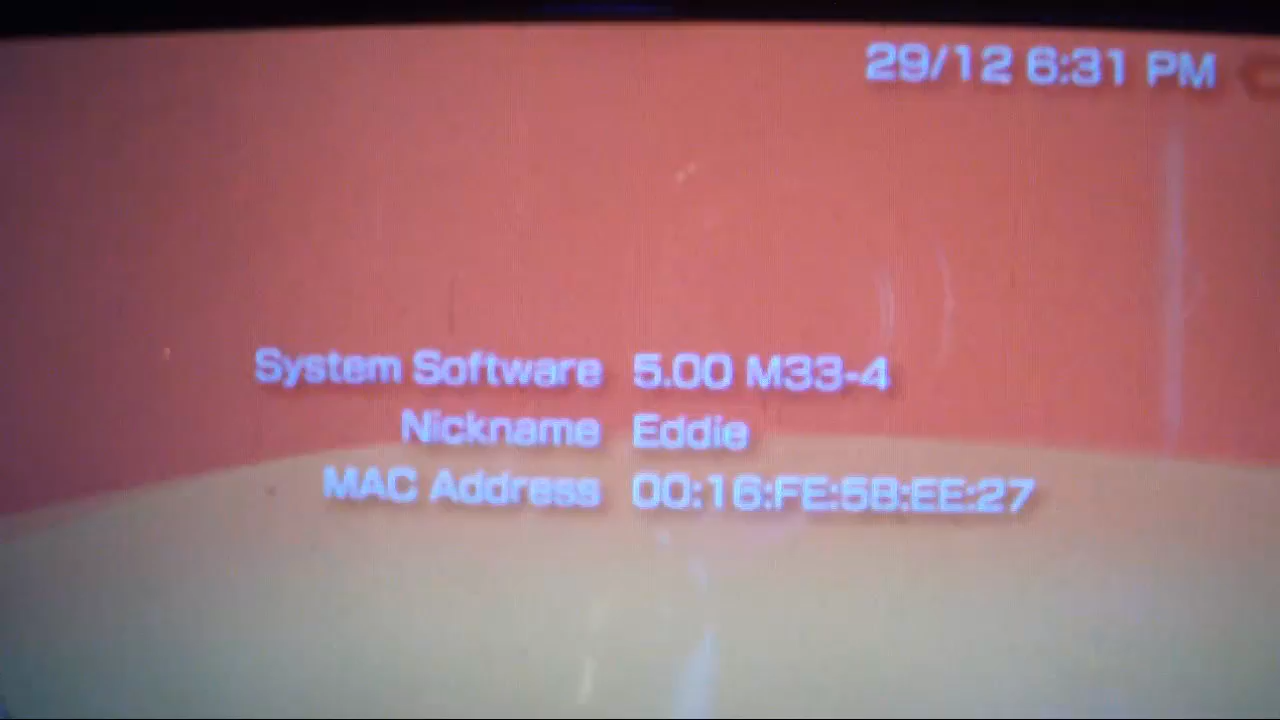 29/12 6:31 PM
System Software 5.00 M33-4
Nickname Eddie
MAC Address 00:16:FE:5B:EE:27